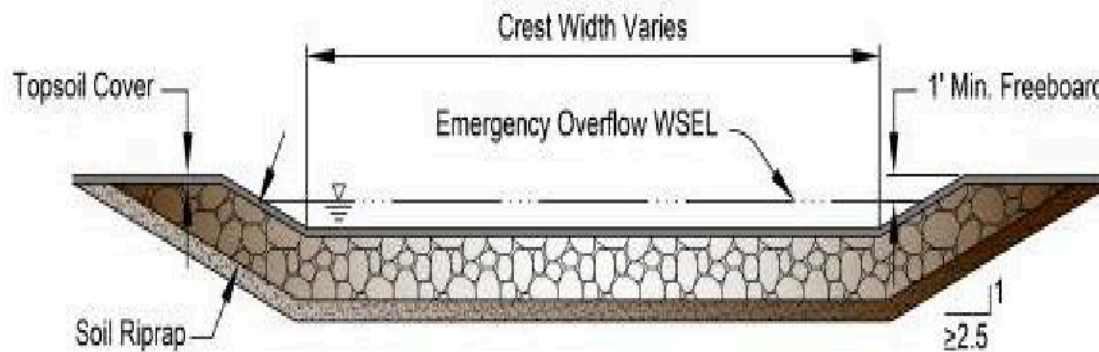 Crest Width Varies
Topsoil Cover
1' Min. Freeboard
Emergency Overflow WSEL
Soil Riprap
1
≥2.5